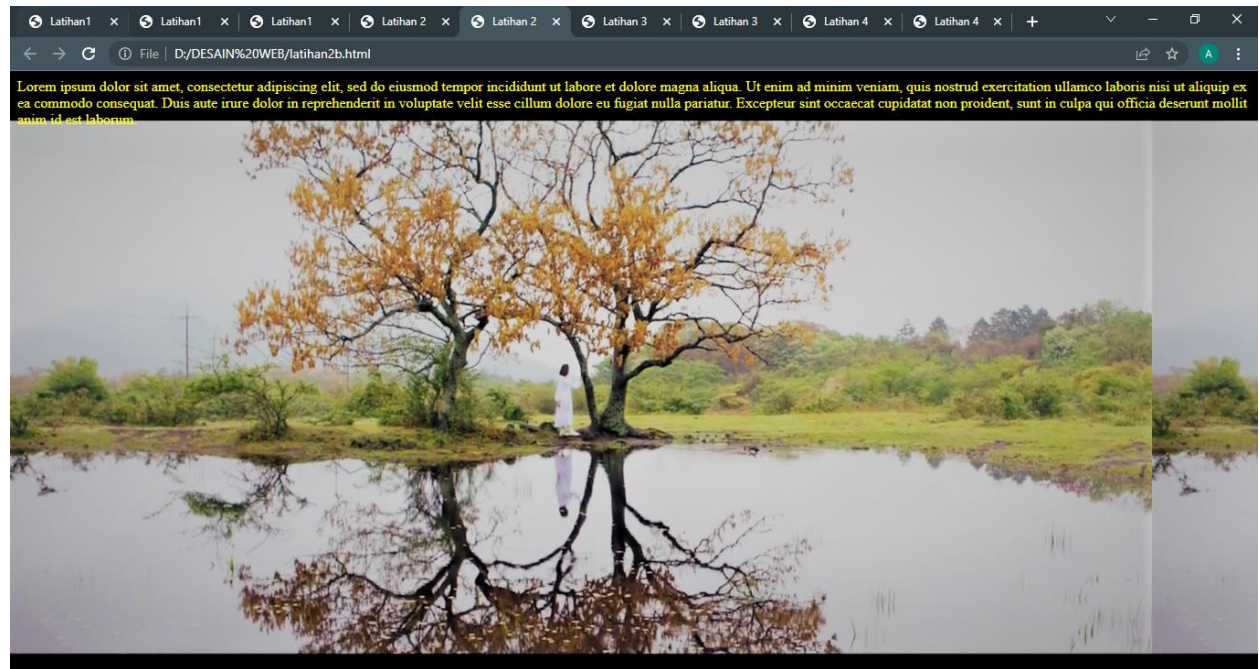 Latihan1 Latihan1 Latihan1 Latihan 2 Latihan 2 Latihan 3 Latihan 3 Latihan 4 Latihan 4
File D:/DESAIN%20WEB/latihan2b.html A
Lorem ipsum dolor sit amet, consectetur adipiscing elit, sed do eiusmod tempor incididunt ut labore et dolore magna aliqua. Ut enim ad minim veniam, quis nostrud exercitation ullamco laboris nisi ut aliquip ex
ea commodo consequat. Duis aute irure dolor in reprehenderit in voluptate velit esse cillum dolore eu fugiat nulla pariatur. Excepteur sint occaecat cupidatat non proident, sunt in culpa qui officia deserunt mollit
anim id est laborum.